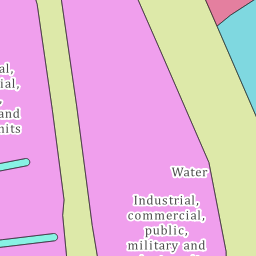 al,
ial,
,
and
nits
Water
Industrial,
commercial,
public,
military and